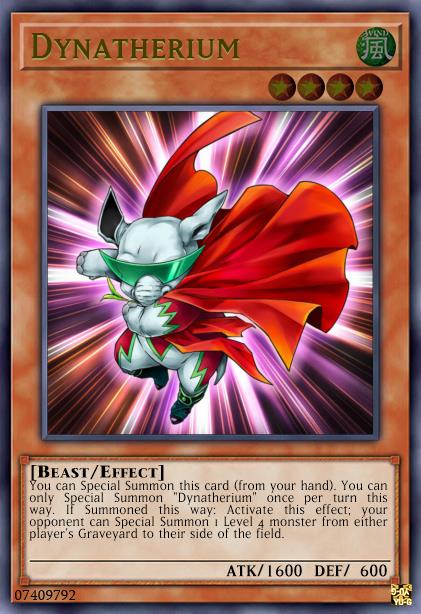 DYNATHERIUM
WIND
風
[BEAST/EFFECT]
You can Special Summon this card (from your hand). You can
only Special Summon "Dynatherium" once per turn this
way. If Summoned this way: Activate this effect; your
opponent can Special Summon 1 Level 4 monster from either
player's Graveyard to their side of the field.
ATK/1600 DEF/ 600
07409792